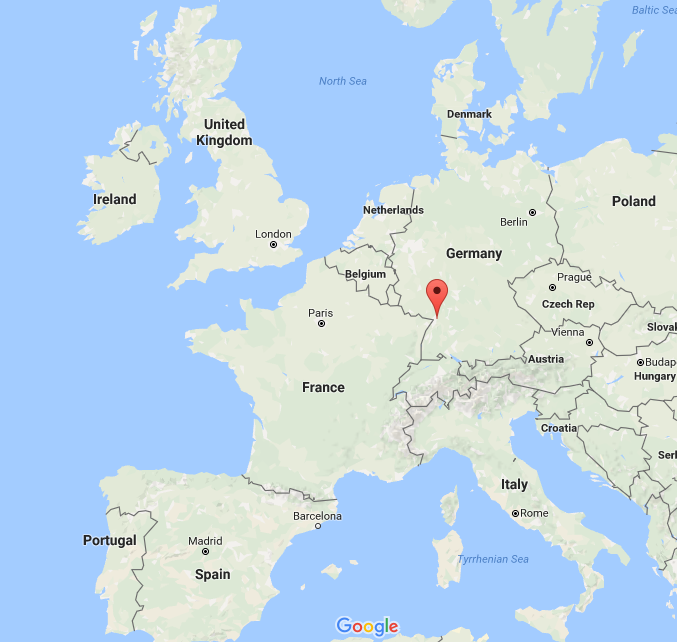 Baltic Sea
North Sea
Denmark
United
Kingdom
Ireland
Netherlands
Poland
Berlin
London
Germany
Belgium
Prague
Czech Rep
Paris
Slovak
Vienna
Austria
Budap
Hungary
France
Croatia
Serb
Italy
Barcelona
Rome
Portugal
Madrid
Tyrrhenian Sea
Spain
Google